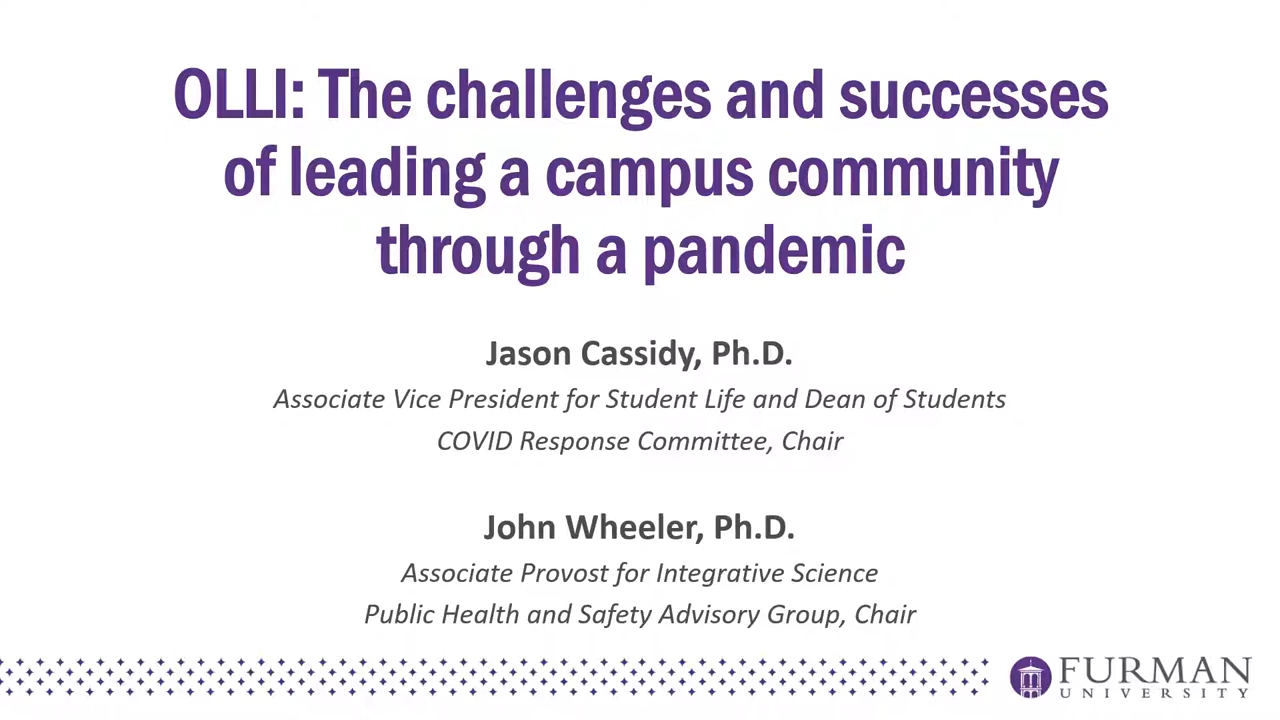 OLLI: The challenges and successes
of leading a campus community
through a pandemic
Jason Cassidy, Ph.D.
Associate Vice President for Student Life and Dean of Students
COVID Response Committee, Chair
John Wheeler, Ph.D.
Associate Provost for Integrative Science
Public Health and Safety Advisory Group, Chair
FURMAN
UNIVERSITY